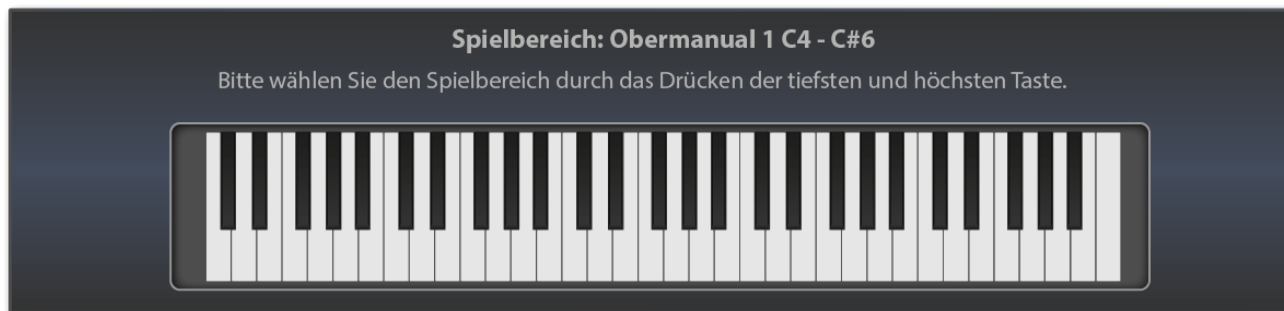 Spielbereich: Obermanual 1 C4 - C#6
Bitte wählen Sie den Spielbereich durch das Drücken der tiefsten und höchsten Taste.